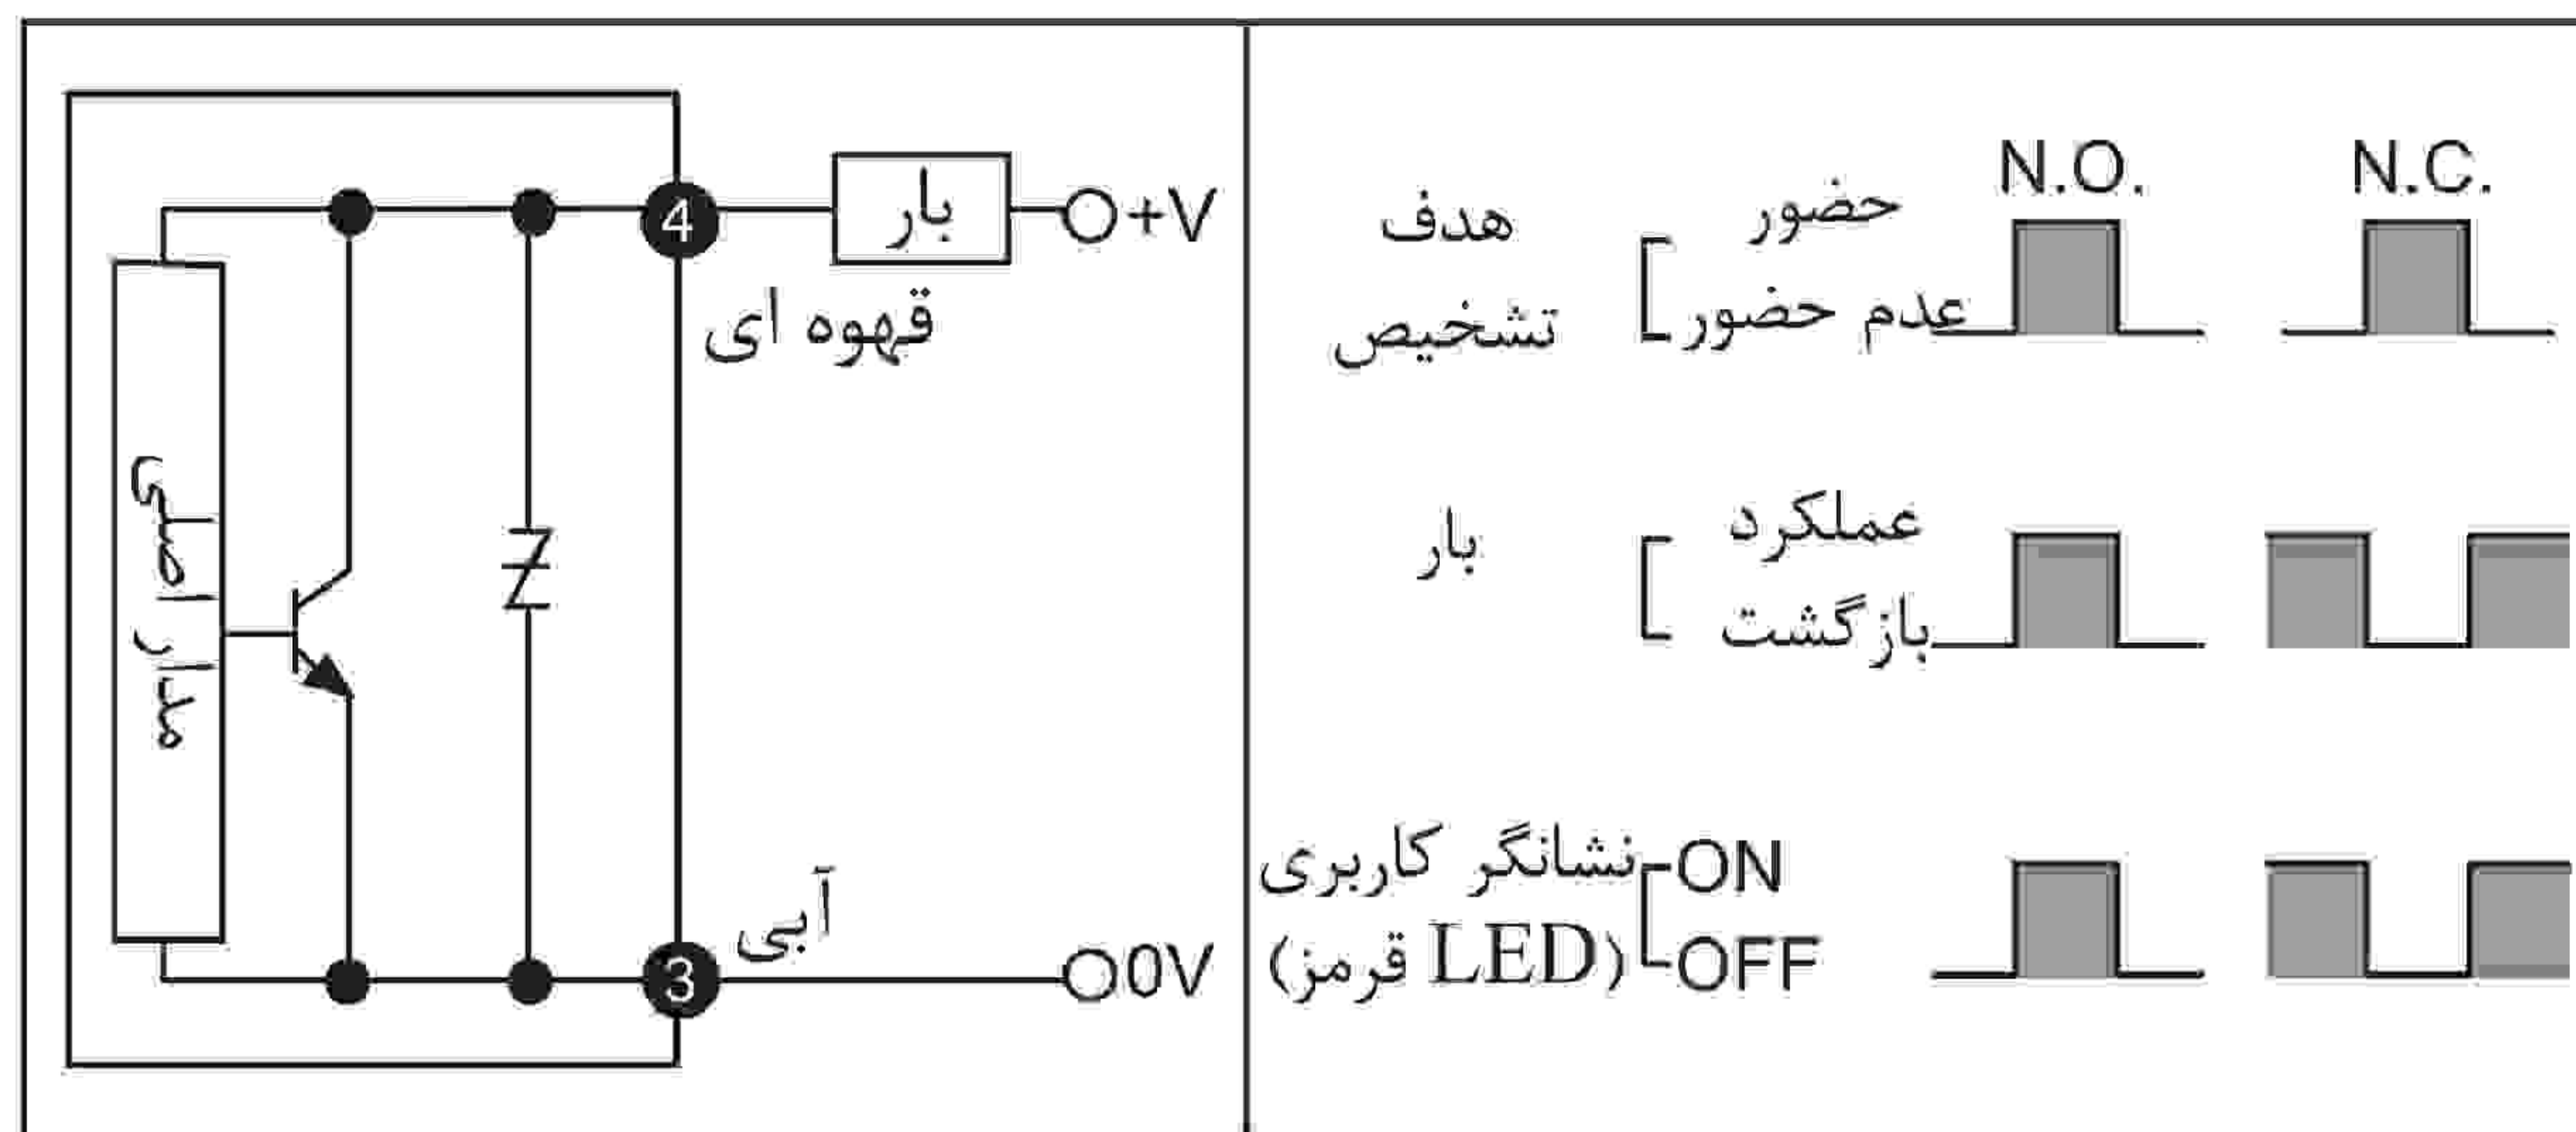 بار
+V
4
قهوه ای
مدار اصلی
آبی
3
0V
N.O.
N.C.
هدف
تشخیص
حضور
عدم حضور
بار
عملکرد
بازگشت
نشانگر کاربری
(LED قرمز)
ON
OFF